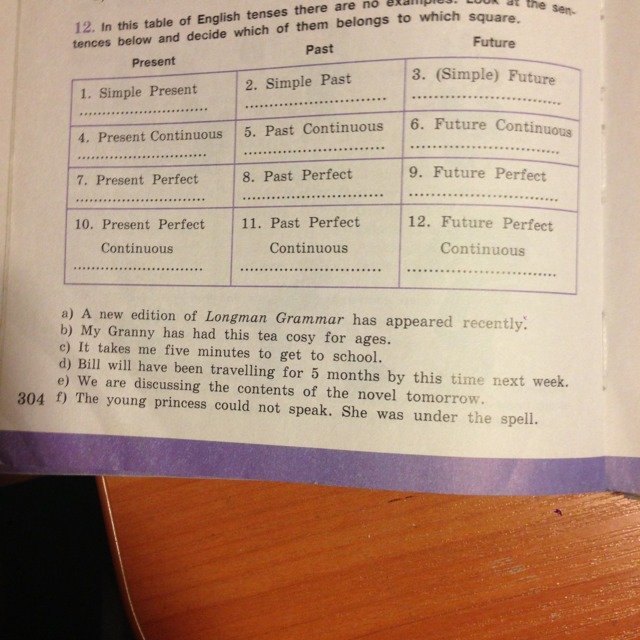 12. In this table of English tenses there are no examples. Look at the sen-
tences below and decide which of them belongs to which square.
Present Past Future
1. Simple Present 2. Simple Past 3. (Simple) Future
4. Present Continuous 5. Past Continuous 6. Future Continuous
7. Present Perfect 8. Past Perfect 9. Future Perfect
10. Present Perfect 11. Past Perfect 12. Future Perfect
Continuous Continuous Continuous
a) A new edition of Longman Grammar has appeared recently.
b) My Granny has had this tea cosy for ages.
c) It takes me five minutes to get to school.
d) Bill will have been travelling for 5 months by this time next week.
e) We are discussing the contents of the novel tomorrow.
304 f) The young princess could not speak. She was under the spell.